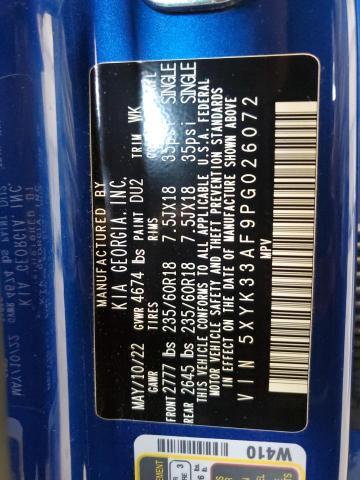 MANUFACTURED BY
KIA GEORGIA, INC.
MAY/10/22 GVWR 4674 lbs PAINT DU2 TRIM WK
GAWR TIRES RIMS
FRONT 2777 lbs 235/60R18 7.5JX18 35psi SINGLE
REAR 2645 lbs 235/60R18 7.5JX18 35psi SINGLE
THIS VEHICLE CONFORMS TO ALL APPLICABLE U.S.A. FEDERAL
MOTOR VEHICLE SAFETY AND THEFT PREVENTION STANDARDS
IN EFFECT ON THE DATE OF MANUFACTURE SHOWN ABOVE
VIN 5XYK33AF9PG026072
MPV
W410